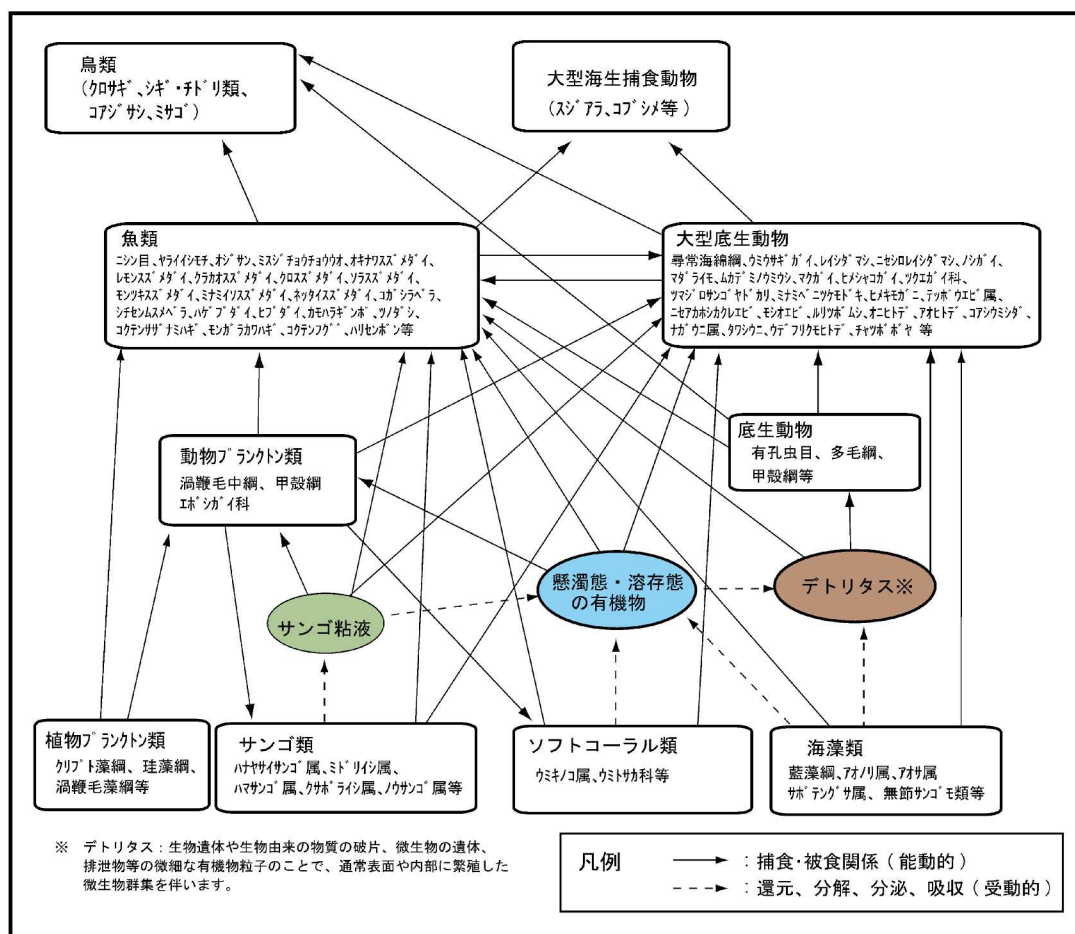 鳥類
(ｸﾛｻｷﾞ、ｼｷﾞ・ﾁﾄﾞﾘ類、
ｺｱｼﾞｻｼ、ﾐｻｺﾞ)
大型海生捕食動物
(ｽｼﾞｱﾗ、ｺﾌﾞｼﾒ等)
魚類
ﾆｼﾝ目、ﾔﾗｲｲｼﾓﾁ、ｵｼﾞｻﾝ、ﾐｽｼﾞﾁｮｳﾁｮｳｳｵ、ｵｷﾅﾜｽｽﾞﾒﾀﾞｲ、
ﾚﾓﾝｽｽﾞﾒﾀﾞｲ、ｸﾗｶｵｽｽﾞﾒﾀﾞｲ、ｸﾛｽｽﾞﾒﾀﾞｲ、ｿﾗｽｽﾞﾒﾀﾞｲ、
ﾓﾝﾂｷｽｽﾞﾒﾀﾞｲ、ﾐﾅﾐｲｿｽｽﾞﾒﾀﾞｲ、ﾈｯﾀｲｽｽﾞﾒﾀﾞｲ、ｺｶﾞｼﾗﾍﾞﾗ、
ｼﾁｾﾝﾑｽﾒﾍﾞﾗ、ﾊｹﾞﾌﾞﾀﾞｲ、ﾋﾌﾞﾀﾞｲ、ｶﾓﾊﾗｷﾞﾝﾎﾟ、ﾂﾉﾀﾞｼ、
ｺｸﾃﾝｻｻﾞﾅﾐﾊｷﾞ、ﾓﾝｶﾞﾗｶﾜﾊｷﾞ、ｺｸﾃﾝﾌｸﾞ、ﾊﾘｾﾝﾎﾞﾝ等
大型底生動物
尋常海綿綱、ｳﾐｳｻｷﾞｶﾞｲ、ﾚｲｼﾀﾞﾏｼ、ﾆｾｼﾛﾚｲｼﾀﾞﾏｼ、ﾉｼｶﾞｲ、
ﾏﾀﾞﾗｲﾓ、ﾑｶﾃﾞﾐﾉｳﾐｳｼ、ﾏｸｶﾞｲ、ﾋﾒｼｬｺｶﾞｲ、ﾂｸｴｶﾞｲ科、
ﾂﾏｼﾞﾛｻﾝｺﾞﾔﾄﾞｶﾘ、ﾐﾅﾐﾍﾞﾆﾂｹﾓﾄﾞｷ、ﾋﾒｷﾓｶﾞﾆ、ﾃｯﾎﾟｳｴﾋﾞ属、
ﾆｾｱｶﾎｼｶｸﾚｴﾋﾞ、ﾓｼｵｴﾋﾞ、ﾙﾘﾂﾎﾞﾑｼ、ｵﾆﾋﾄﾃﾞ、ｱｵﾋﾄﾃﾞ、ｺｱｼｳﾐｼﾀﾞ、
ﾅｶﾞｳﾆ属、ﾀﾜｼｳﾆ、ｳﾃﾞﾌﾘｸﾓﾋﾄﾃﾞ、ﾁｬﾂﾎﾞﾎﾞﾔ 等
底生動物
有孔虫目、多毛綱、
甲殻綱等
動物ﾌﾟﾗﾝｸﾄﾝ類
渦鞭毛虫綱、甲殻綱
ｴﾎﾞｼｶﾞｲ科
懸濁態・溶存態
の有機物
デトリタス※
サンゴ粘液
植物ﾌﾟﾗﾝｸﾄﾝ類
ｸﾘﾌﾟﾄ藻綱、珪藻綱、
渦鞭毛藻綱等
サンゴ類
ﾊﾅﾔｻｲｻﾝｺﾞ属、ﾐﾄﾞﾘｲｼ属、
ﾊﾏｻﾝｺﾞ属、ｸｻﾋﾞﾗｲｼ属、ﾉｳｻﾝｺﾞ属等
ソフトコーラル類
ｳﾐｷﾉｺ属、ｳﾐﾄｻｶ科等
海藻類
藍藻綱、ｱｵﾉﾘ属、ｱｵｻ属
ｻﾎﾞﾃﾝｸﾞｻ属、無節ｻﾝｺﾞﾓ類等
※ デトリタス：生物遺体や生物由来の物質の破片、微生物の遺体、
排泄物等の微細な有機物粒子のことで、通常表面や内部に繁殖した
微生物群集を伴います。
凡例
：捕食・被食関係(能動的)
：還元、分解、分泌、吸収(受動的)